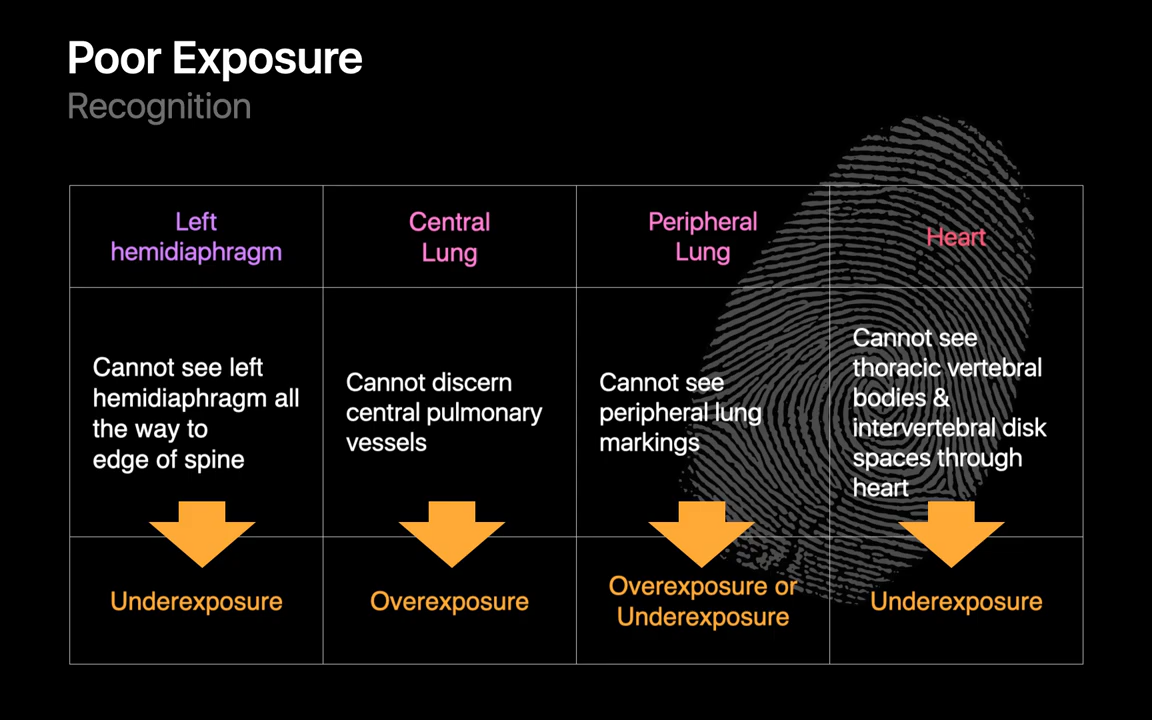 Poor Exposure
Recognition
Left
hemidiaphragm
Central
Lung
Peripheral
Lung
Heart
Cannot see left
hemidiaphragm all
the way to
edge of spine
Cannot discern
central pulmonary
vessels
Cannot see
peripheral lung
markings
Cannot see
thoracic vertebral
bodies &
intervertebral disk
spaces through
heart
Underexposure
Overexposure
Overexposure or
Underexposure
Underexposure